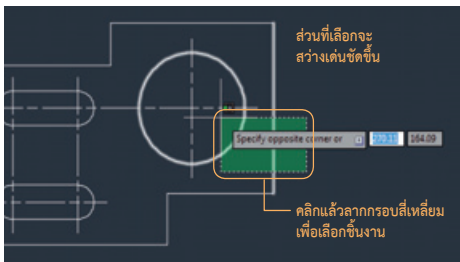 ส่วนที่เลือกจะ
สว่างเด่นชัดขึ้น
Specify opposite corner or 164.09
คลิกแล้วลากกรอบสี่เหลี่ยม
เพื่อเลือกชิ้นงาน